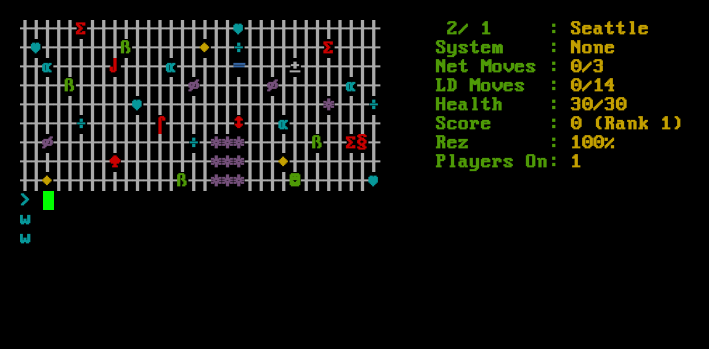 2/ 1 : Seattle
System : None
Net Moves : 0/3
LD Moves : 0/14
Health : 30/30
Score : 0 (Rank 1)
Rez : 100%
Players On: 1
>
w
w